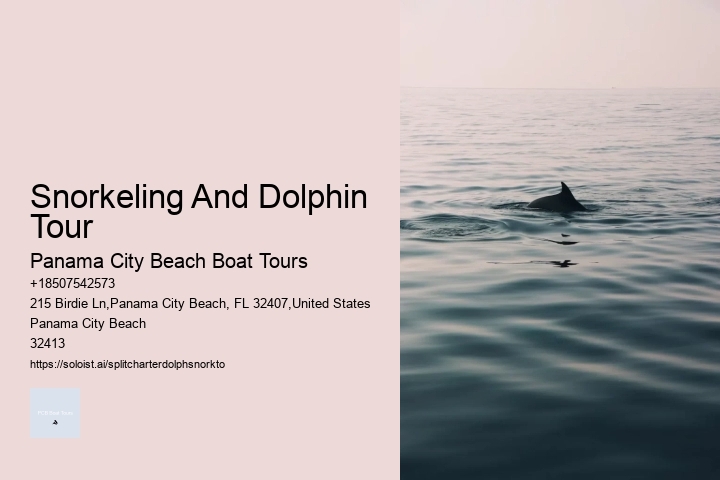 Snorkeling And Dolphin
Tour
Panama City Beach Boat Tours
+18507542573
215 Birdie Ln,Panama City Beach, FL 32407,United States
Panama City Beach
32413
https://soloist.ai/splitcharterdolphsnorkto